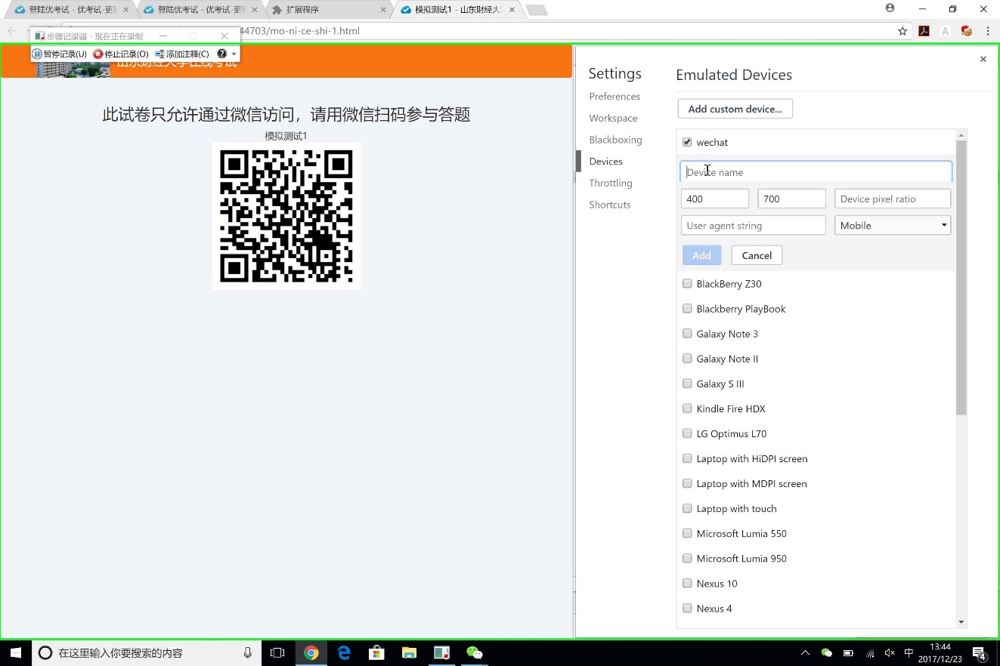 登陆优考试 - 优考试-更
登陆优考试 - 优考试-更
扩展程序
模拟测试1 - 山东财经大
步骤记录器 - 现在正在录制
44703/mo-ni-ce-shi-1.html
暂停记录(U)
停止记录(O)
添加注释(C)
山东财经大学在线考试
此试卷只允许通过微信访问，请用微信扫码参与答题
模拟测试1
Settings
Preferences
Workspace
Blackboxing
Devices
Throttling
Shortcuts
Emulated Devices
Add custom device...
wechat
Device name
400
700
Device pixel ratio
User agent string
Mobile
Add
Cancel
BlackBerry Z30
Blackberry PlayBook
Galaxy Note 3
Galaxy Note II
Galaxy S III
Kindle Fire HDX
LG Optimus L70
Laptop with HiDPI screen
Laptop with MDPI screen
Laptop with touch
Microsoft Lumia 550
Microsoft Lumia 950
Nexus 10
Nexus 4
在这里输入你要搜索的内容
中
13:44
2017/12/23
4